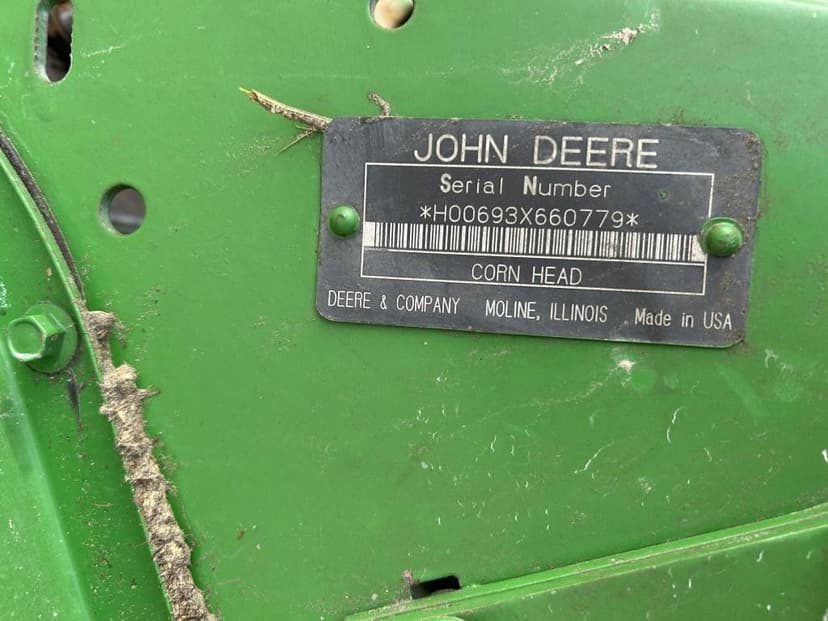 JOHN DEERE
Serial Number
*H00693X660779*
CORN HEAD
DEERE & COMPANY MOLINE, ILLINOIS Made in USA